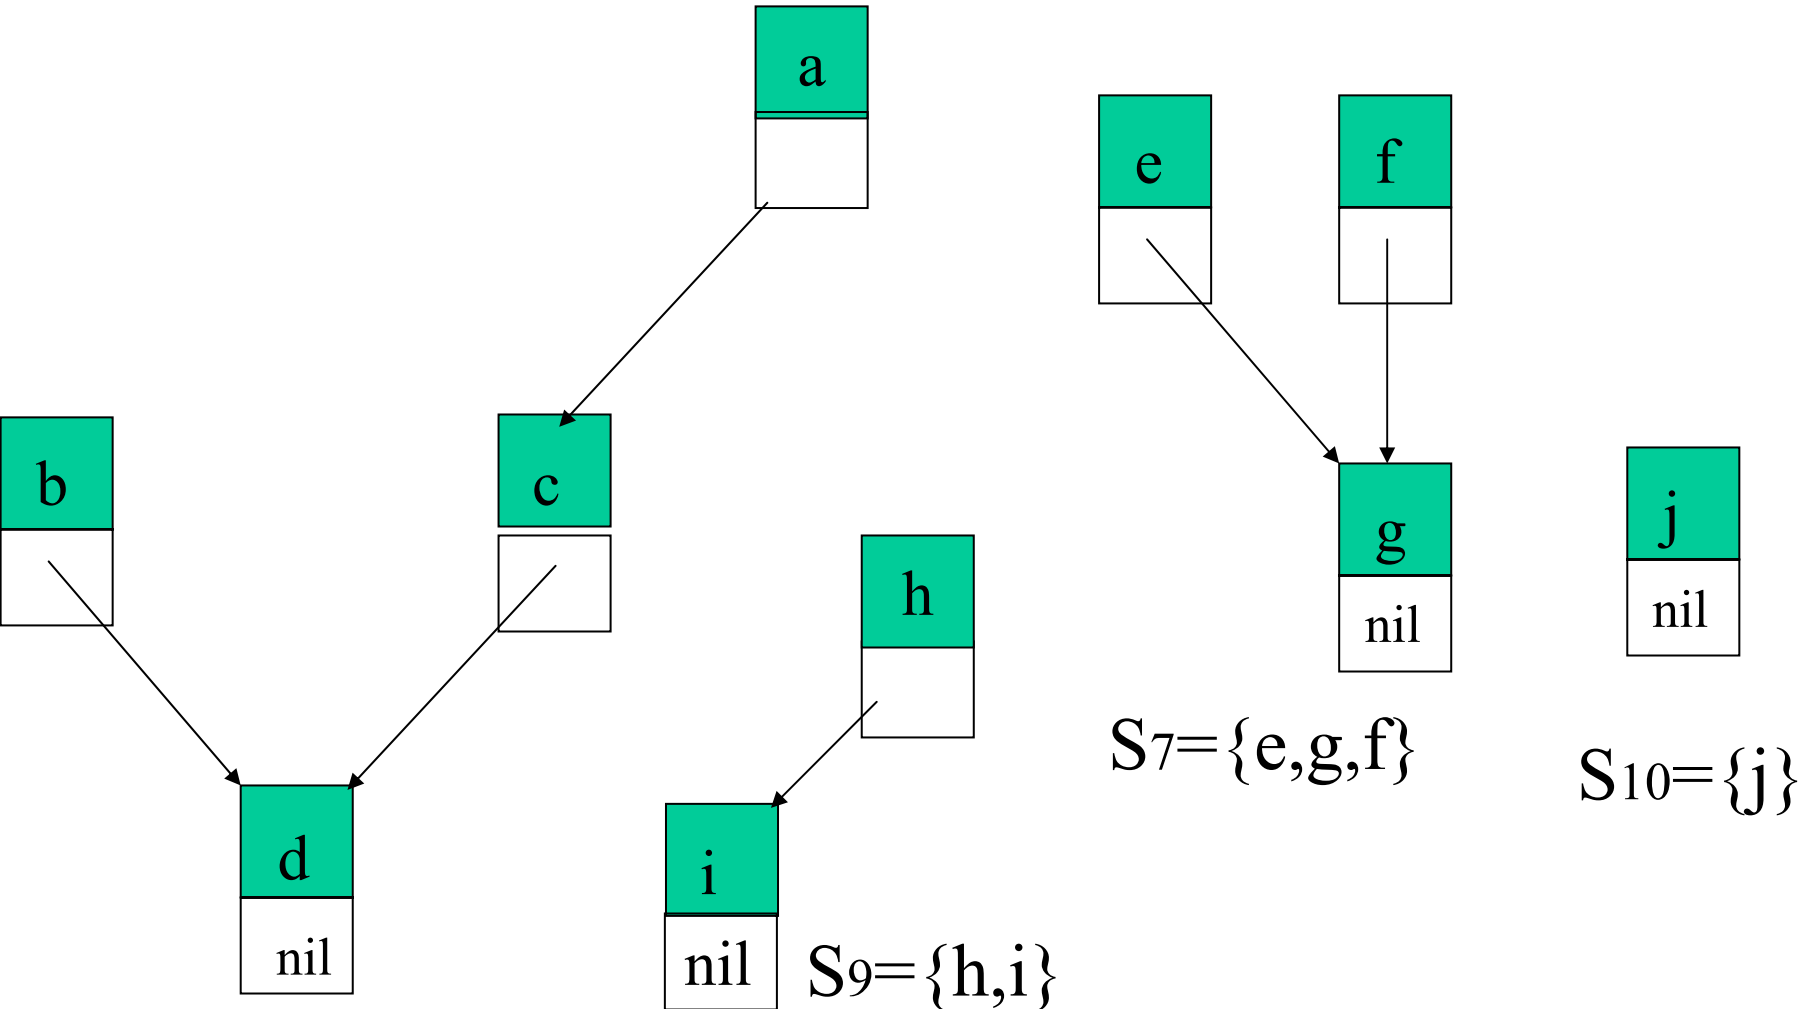 a
e
f
b
c
h
g
nil
j
nil
S7={e,g,f}
S10={j}
d
nil
i
nil
S9={h,i}